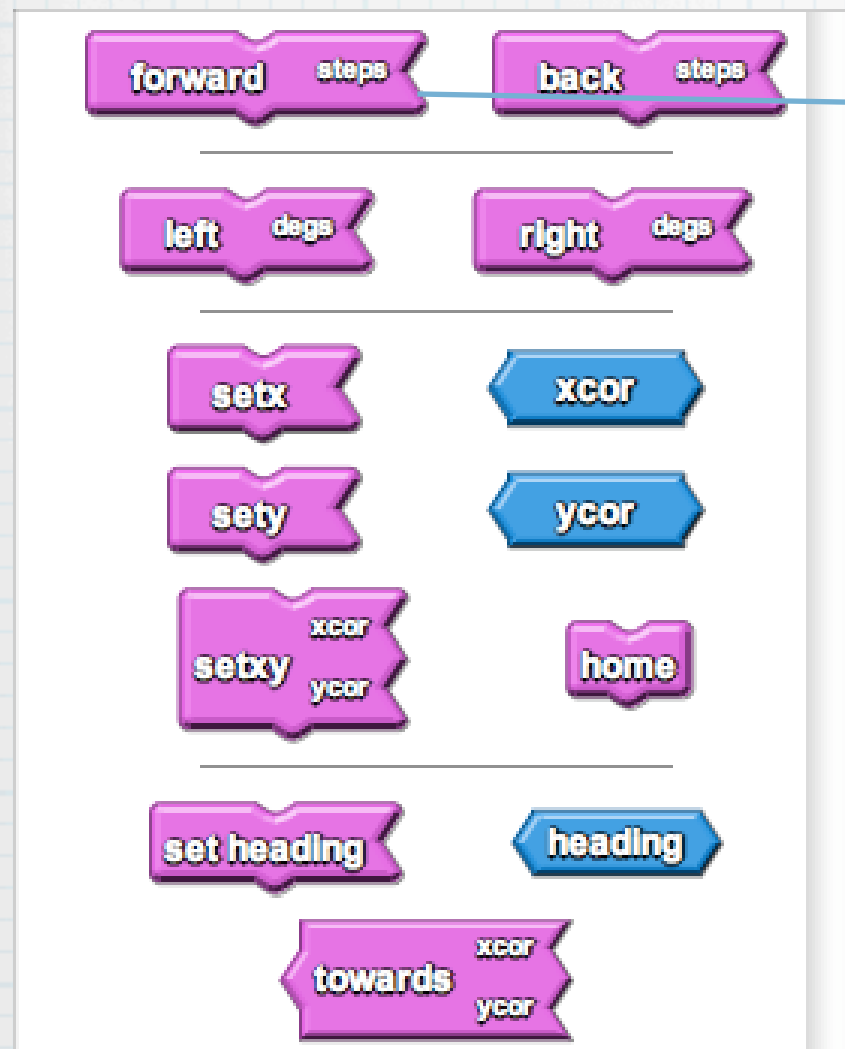 forward steps back steps
left degs right degs
setx xcor
sety ycor
setxy xcor ycor home
set heading heading
towards xcor ycor